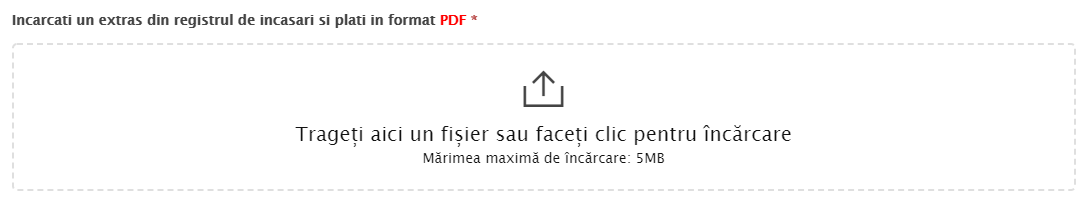 Incarcati un extras din registrul de incasari si plati in format PDF *
Trageți aici un fișier sau faceți clic pentru încărcare
Mărimea maximă de încărcare: 5MB